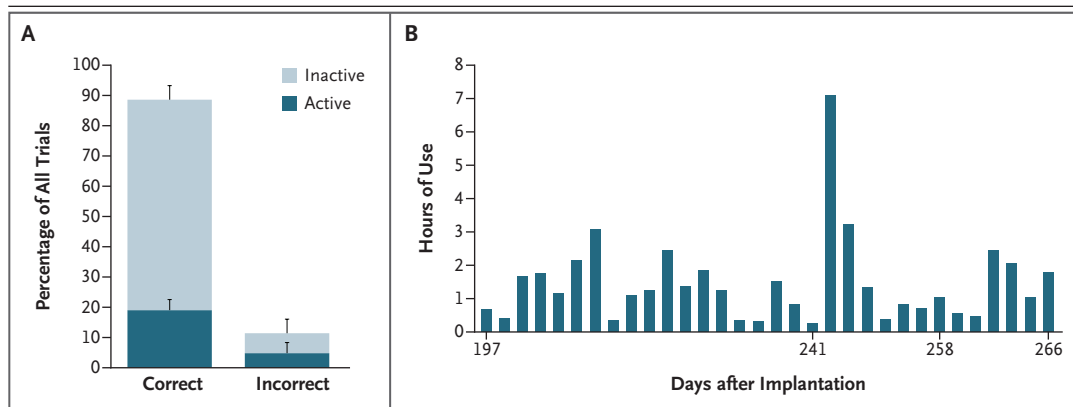 A
Percentage of All Trials
100
90
80
70
60
50
40
30
20
10
0
Inactive
Active
Correct Incorrect
B
Hours of Use
8
7
6
5
4
3
2
1
0
197 241 258 266
Days after Implantation